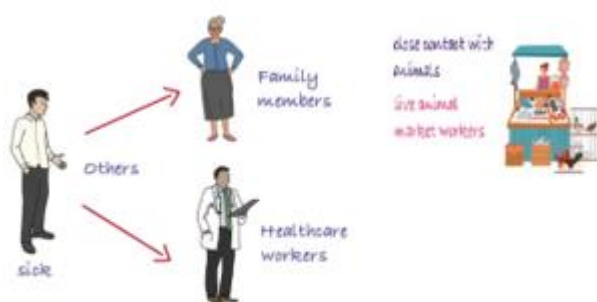 Family
members
Others
sick
Healthcare
workers
close contact with
animals
live animal
market workers